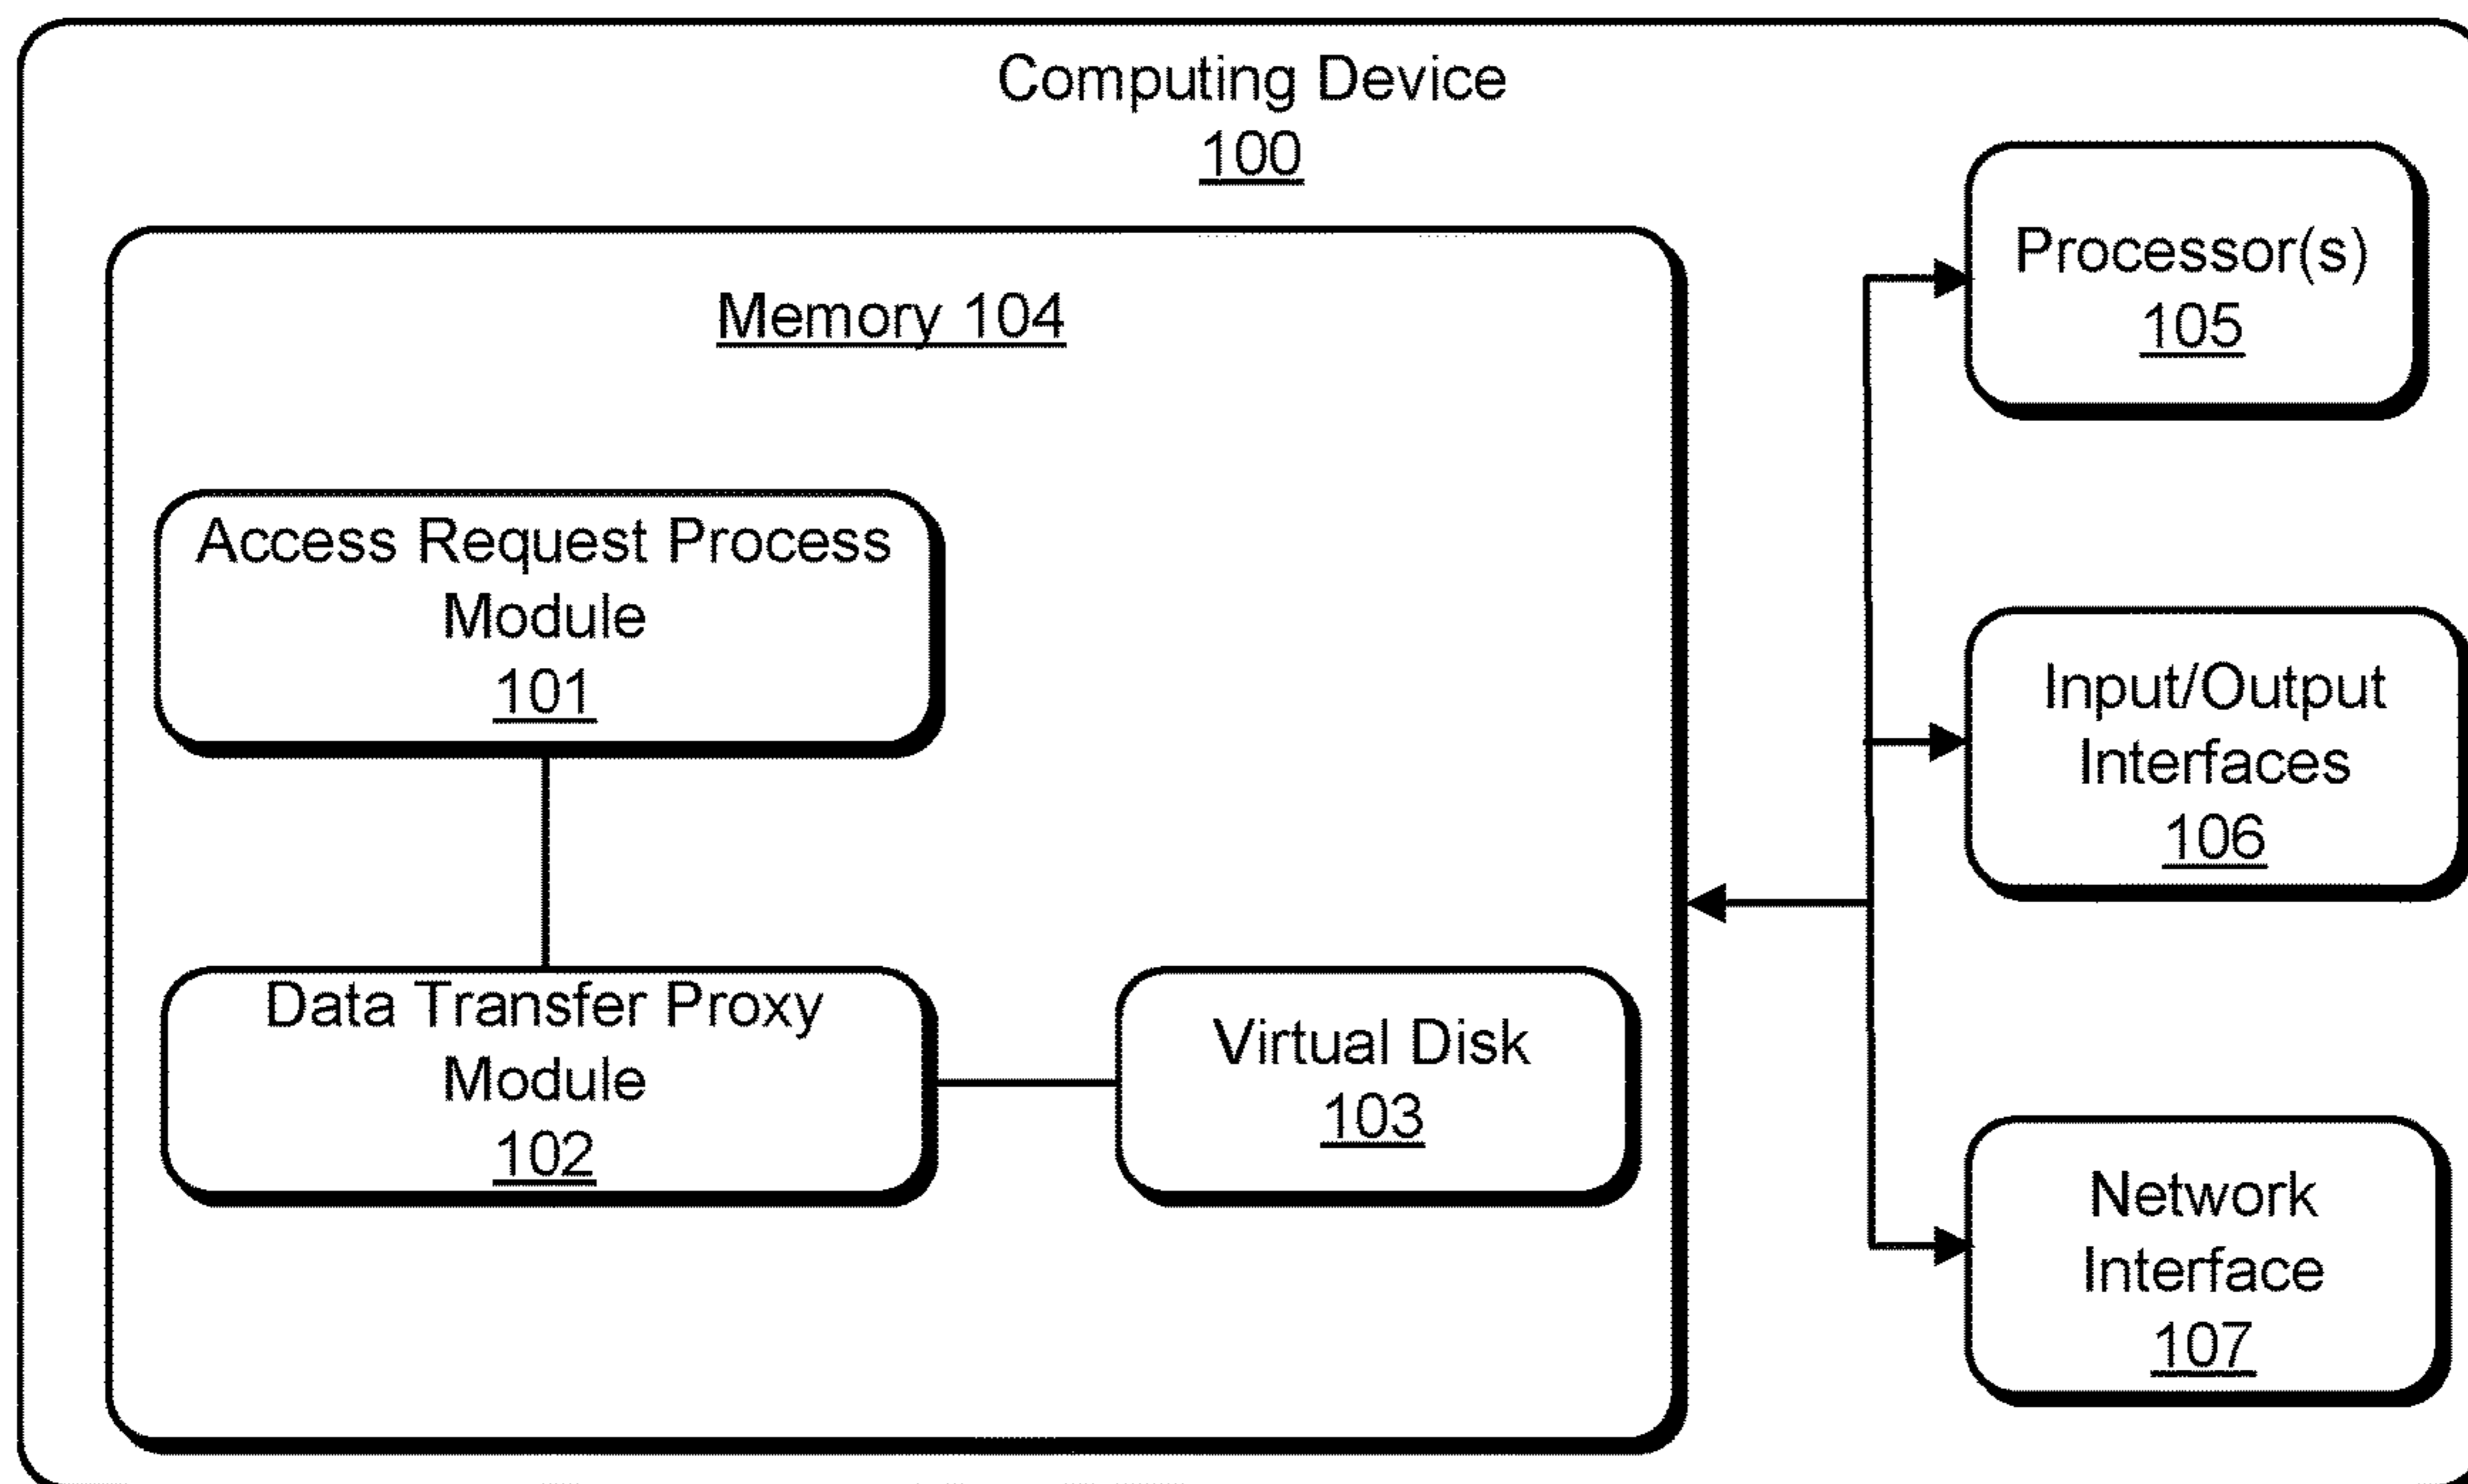 Computing Device
100
Memory 104
Access Request Process
Module
101
Data Transfer Proxy
Module
102
Virtual Disk
103
Processor(s)
105
Input/Output
Interfaces
106
Network
Interface
107